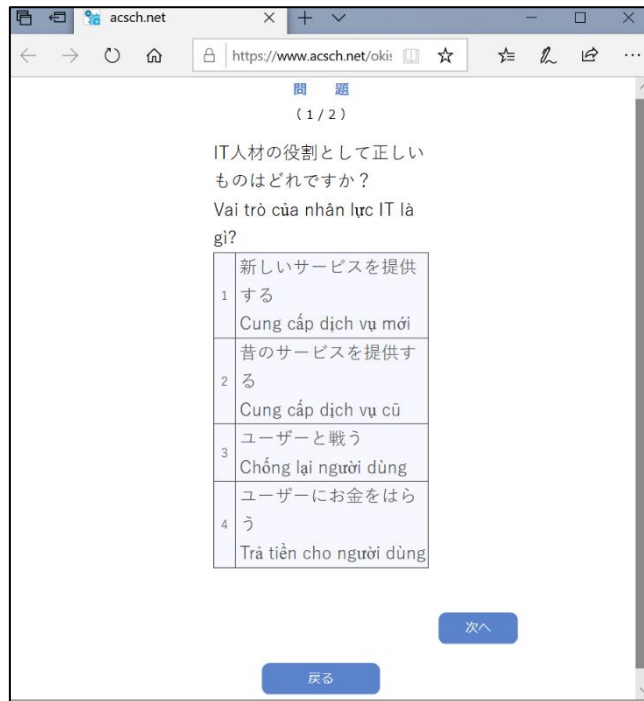 acsch.net
https://www.acsch.net/okis
問 題
( 1 / 2 )
IT人材の役割として正しい
ものはどれですか？
Vai trò của nhân lực IT là
gì?
1
新しいサービスを提供
する
Cung cấp dịch vụ mới
2
昔のサービスを提供す
る
Cung cấp dịch vụ cũ
3
ユーザーと戦う
Chống lại người dùng
4
ユーザーにお金をはら
う
Trả tiền cho người dùng
次へ
戻る